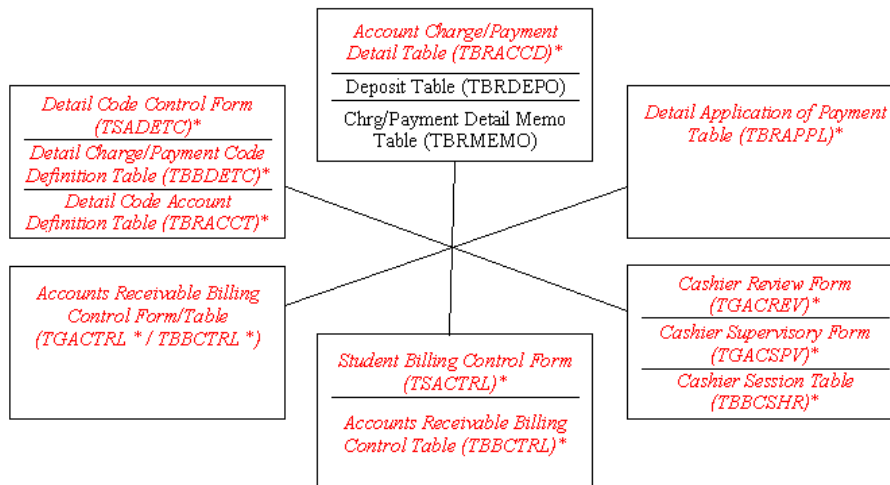 Account Charge/Payment
Detail Table (TBRACCD)*
Deposit Table (TBRDEPO)
Chrg/Payment Detail Memo
Table (TBRMEMO)
Detail Code Control Form
(TSADETC)*
Detail Charge/Payment Code
Definition Table (TBBDETC)*
Detail Code Account
Definition Table (TBRACCT)*
Detail Application of Payment
Table (TBRAPPL)*
Accounts Receivable Billing
Control Form/Table
(TGACTRL * / TBBCTRL *)
Student Billing Control Form
(TSACTRL)*
Accounts Receivable Billing
Control Table (TBBCTRL)*
Cashier Review Form
(TGACREV)*
Cashier Supervisory Form
(TGACSPV)*
Cashier Session Table
(TBBCSHR)*